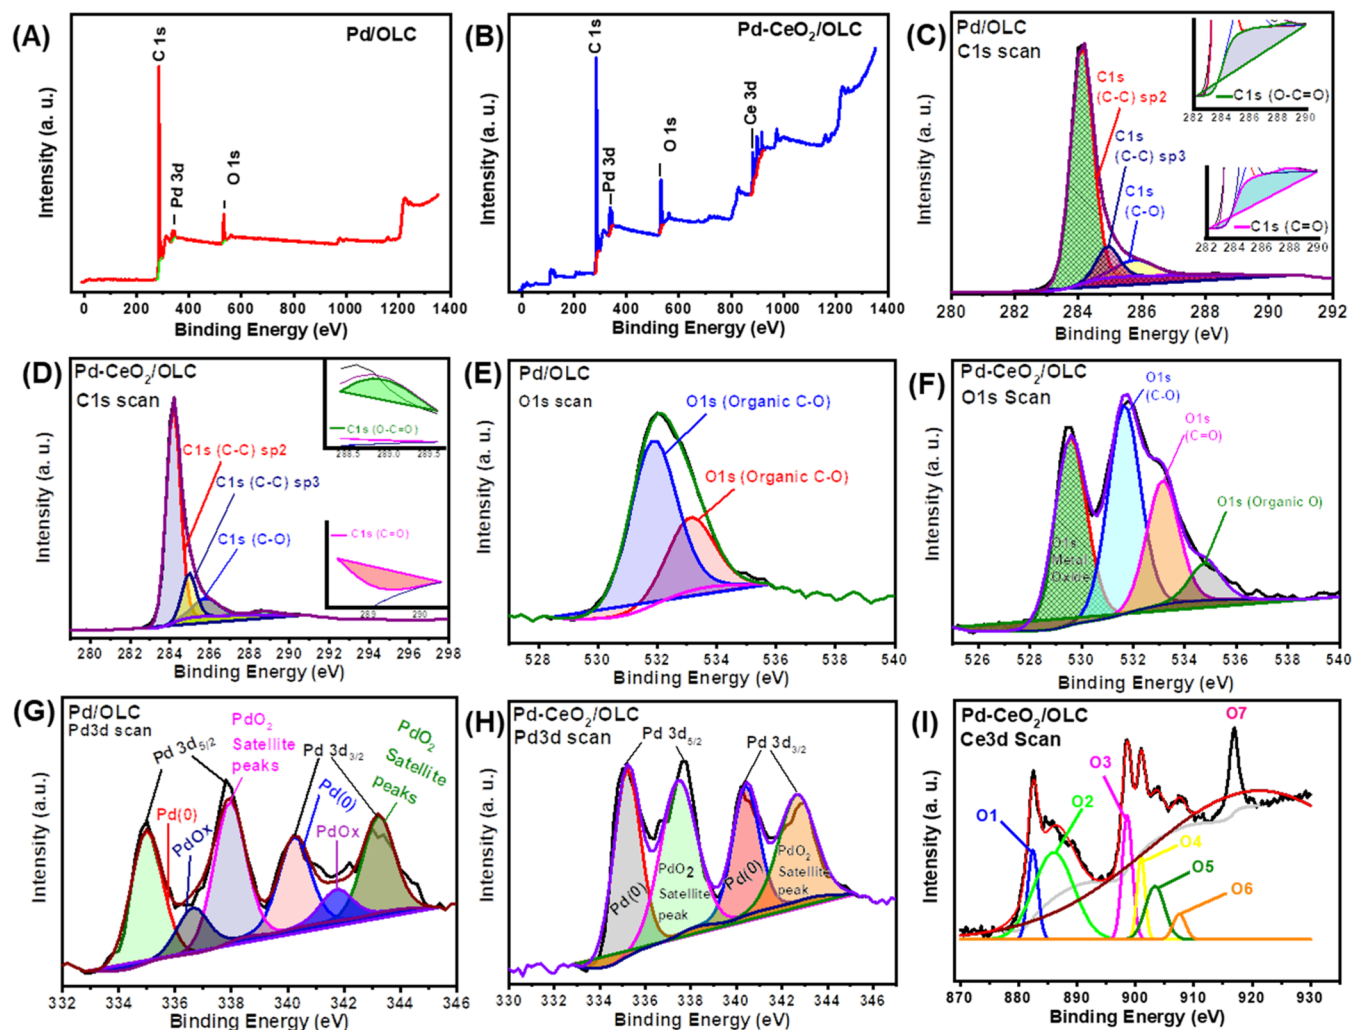 (A)
Pd/OLC
C 1s
Pd 3d
O 1s
Intensity (a. u.)
0 200 400 600 800 1000 1200 1400
Binding Energy (eV)
(B)
Pd-CeO₂/OLC
C 1s
Pd 3d
O 1s
Ce 3d
Intensity (a. u.)
0 200 400 600 800 1000 1200 1400
Binding Energy (eV)
(C)
Pd/OLC
C1s scan
C1s
(C-C) sp2
C1s
(C-C) sp3
C1s
(C-O)
C1s (O-C=O)
282 284 286 288 290
C1s (C=O)
282 284 286 288 290
Intensity (a. u.)
280 282 284 286 288 290 292
Binding Energy (eV)
(D)
Pd-CeO₂/OLC
C1s scan
C1s (C-C) sp2
C1s (C-C) sp3
C1s (C-O)
C1s (O-C=O)
288.5 289.0 289.5
C1s (C=O)
288.5 290
Intensity (a. u.)
280 282 284 286 288 290 292 294 296 298
Binding Energy (eV)
(E)
Pd/OLC
O1s scan
O1s (Organic C-O)
O1s (Organic C-O)
Intensity (a. u.)
528 530 532 534 536 538 540
Binding Energy (eV)
(F)
Pd-CeO₂/OLC
O1s Scan
O1s
(C-O)
O1s
(C=O)
O1s (Organic O)
O1s
Metal
Oxide
Intensity (a. u.)
526 528 530 532 534 536 538 540
Binding Energy (eV)
(G)
Pd/OLC
Pd3d scan
Pd 3d₅/₂
Pd(0)
PdOx
PdO₂
Satellite
peaks
Pd 3d₃/₂
Pd(0)
PdOx
PdO₂
Satellite
peaks
Intensity (a. u.)
332 334 336 338 340 342 344 346
Binding Energy (eV)
(H)
Pd-CeO₂/OLC
Pd3d scan
Pd 3d₅/₂
Pd 3d₃/₂
Pd(0)
PdO₂
Satellite
peak
Pd(0)
PdO₂
Satellite
peak
Intensity (a. u.)
330 332 334 336 338 340 342 344 346
Binding Energy (eV)
(I)
Pd-CeO₂/OLC
Ce3d Scan
O1
O2
O3
O4
O5
O6
O7
Intensity (a. u.)
870 880 890 900 910 920 930
Binding Energy (eV)